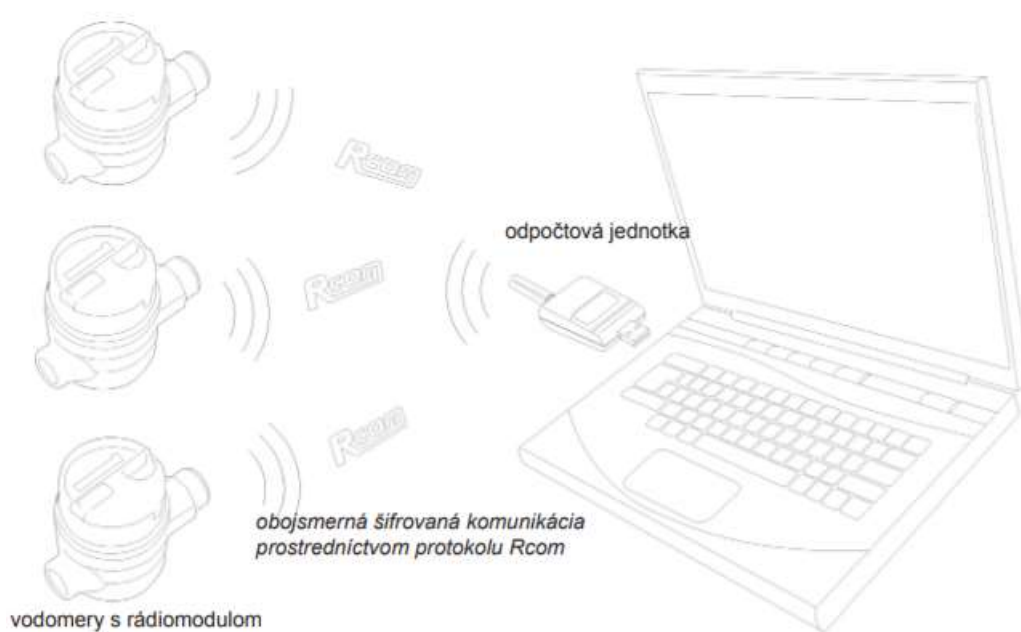 Rcom
odpočtová jednotka
Rcom
Rcom
obojsmerná šifrovaná komunikácia
prostredníctvom protokolu Rcom
vodomery s rádiomodulom